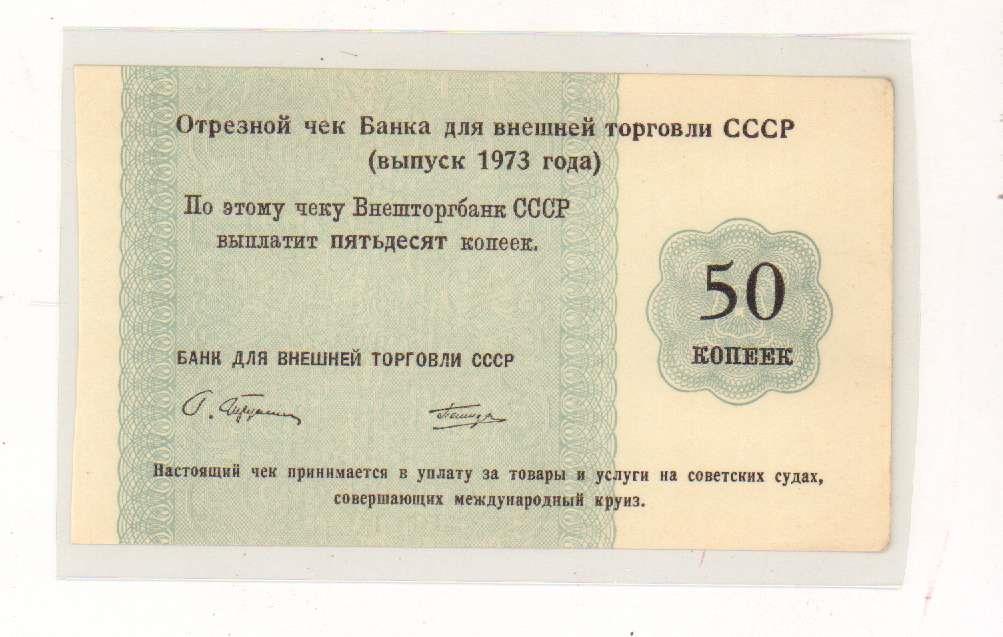 Отрезной чек Банка для внешней торговли СССР
(выпуск 1973 года)
По этому чеку Внешторгбанк СССР
выплатит пятьдесят копеек.
50
КОПЕЕК
БАНК ДЛЯ ВНЕШНЕЙ ТОРГОВЛИ СССР
Настоящий чек принимается в уплату за товары и услуги на советских судах,
совершающих международный круиз.